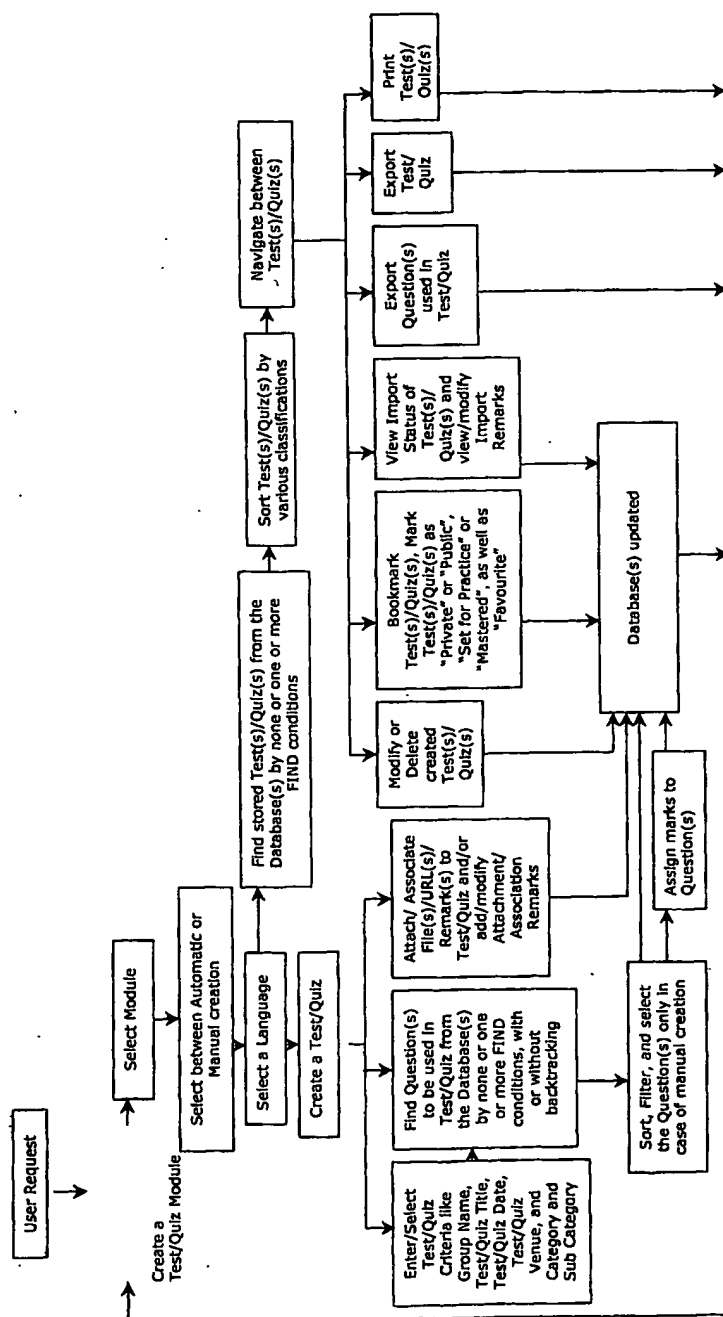 User Request
Select Module
Create a
Test/Quiz Module
Select between Automatic or
Manual creation
Select a Language
Create a Test/Quiz
Find stored Test(s)/Quiz(s) from the
Database(s) by none or one or more
FIND conditions
Sort Test(s)/Quiz(s) by
various classifications
Navigate between
Test(s)/Quiz(s)
Enter/Select
Test/Quiz
Criteria like
Group Name,
Test/Quiz Title,
Test/Quiz Date,
Test/Quiz
Venue, and
Category and
Sub Category
Find Question(s)
to be used in
Test/Quiz from
the Database(s)
by none or one
or more FIND
conditions, with
or without
backtracking
Attach/ Associate
File(s)/URL(s)/
Remark(s) to
Test/Quiz and/or
add/modify
Attachment/
Association
Remarks
Modify or
Delete
created
Test(s)/
Quiz(s)
Bookmark
Test(s)/Quiz(s), Mark
Test(s)/Quiz(s) as
"Private" or "Public",
"Set for Practice" or
"Mastered", as well as
"Favourite"
View Import
Status of
Test(s)/
Quiz(s) and
view/modify
Import
Remarks
Export
Question(s)
used in
Test/Quiz
Export
Test/
Quiz
Print
Test(s)/
Quiz(s)
Sort, Filter, and select
the Question(s) only in
case of manual creation
Assign marks to
Question(s)
Database(s) updated